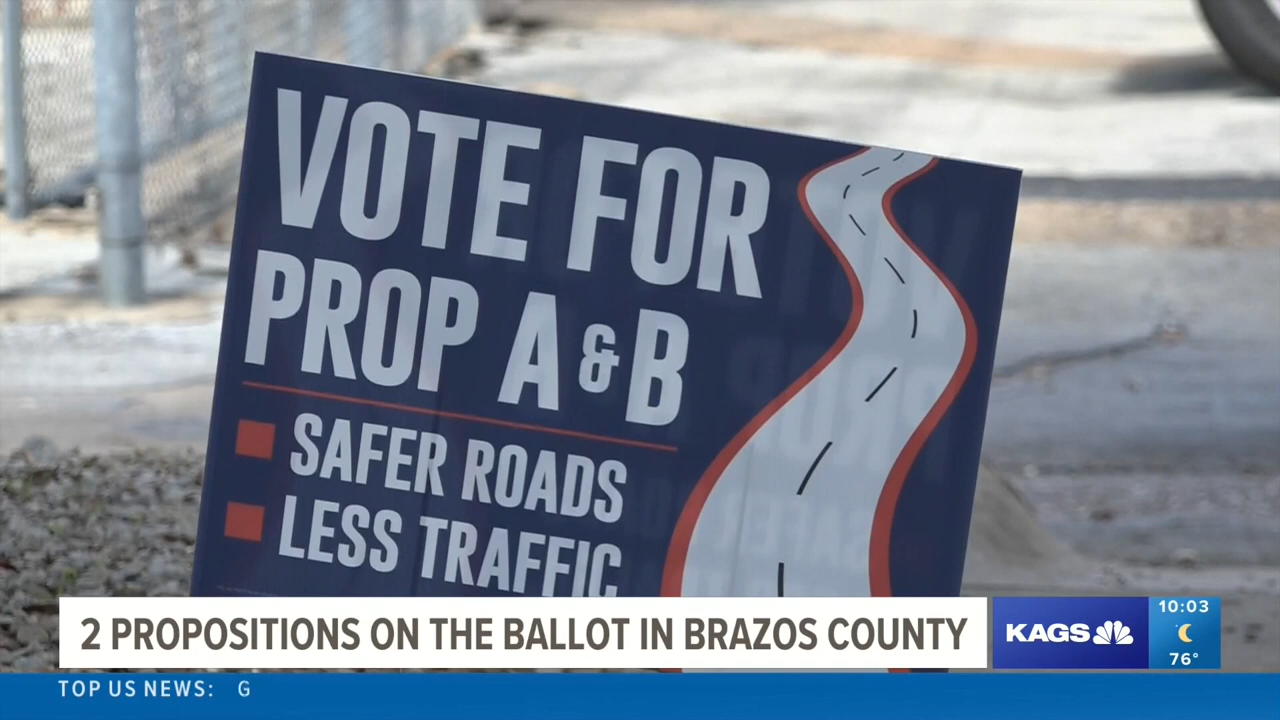 VOTE FOR
PROP A & B
SAFER ROADS
LESS TRAFFIC
2 PROPOSITIONS ON THE BALLOT IN BRAZOS COUNTY
KAGS
10:03
76°
TOP US NEWS: G